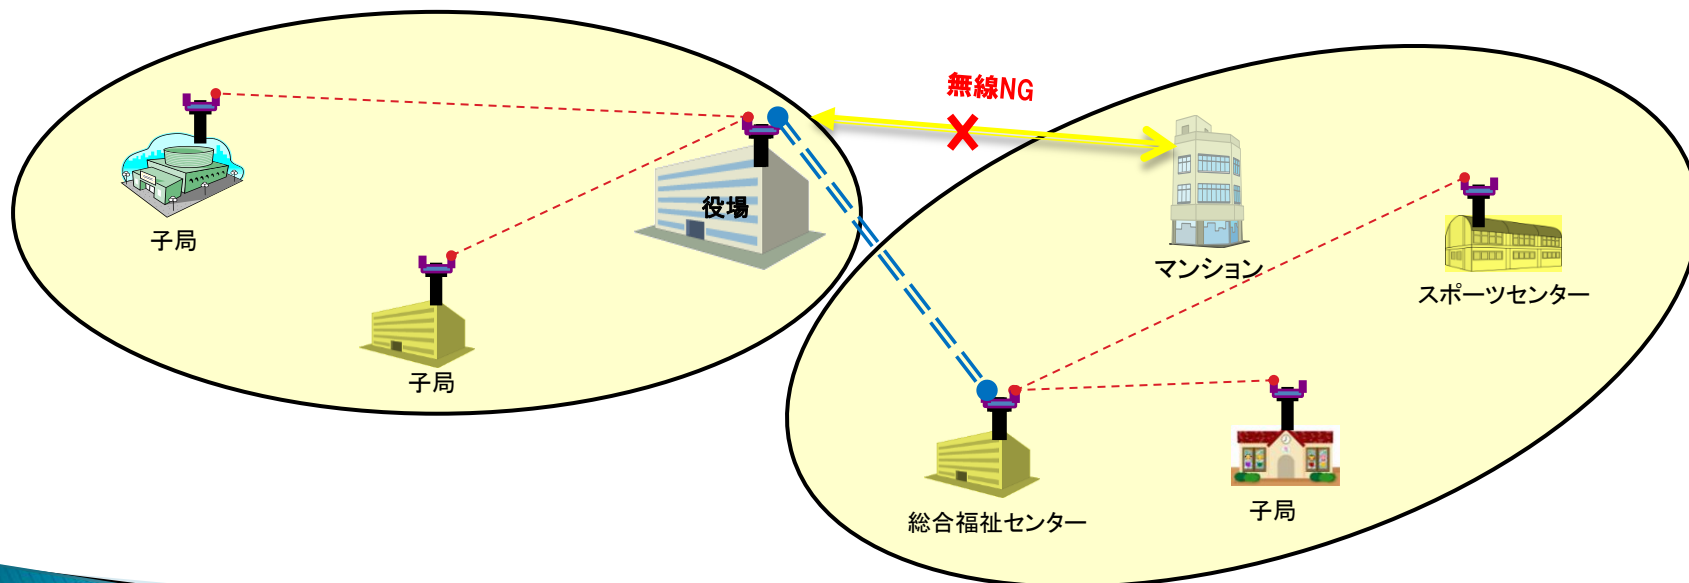 無線NG
役場
子局
マンション
スポーツセンター
子局
総合福祉センター
子局